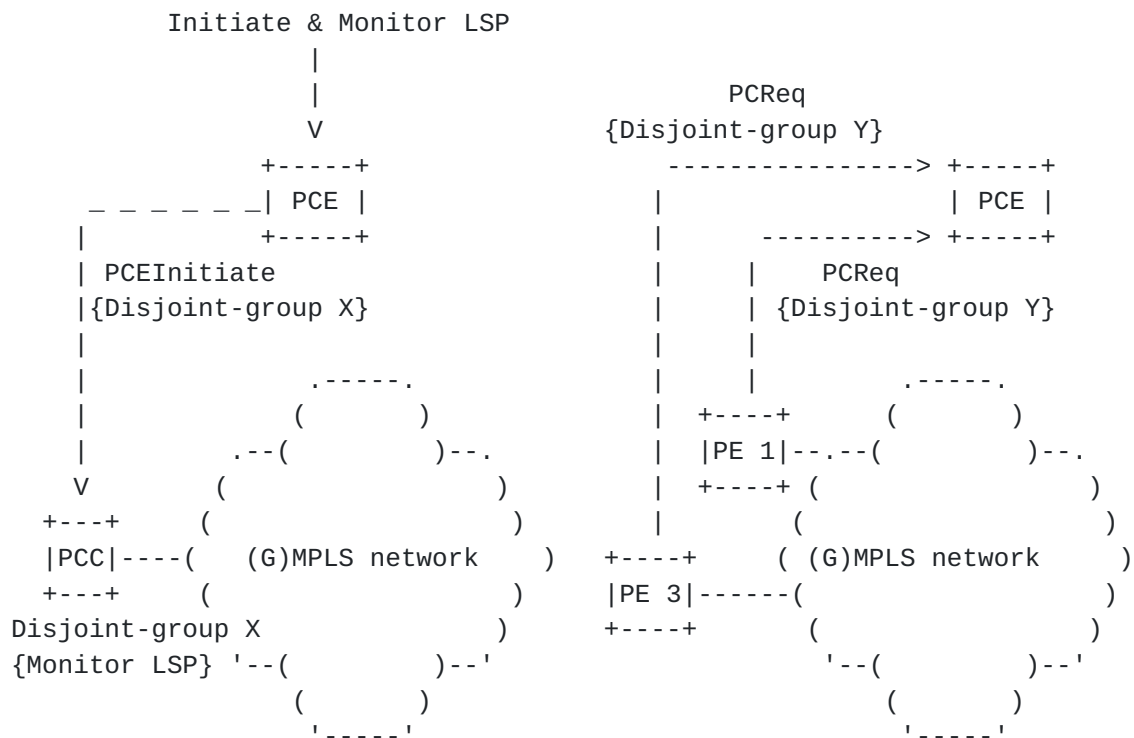 Initiate & Monitor LSP
PCReq
{Disjoint-group Y}
PCE
PCE
PCEInitiate
PCReq
{Disjoint-group X}
{Disjoint-group Y}
PE 1
PCC
(G)MPLS network
(G)MPLS network
PE 3
Disjoint-group X
{Monitor LSP}